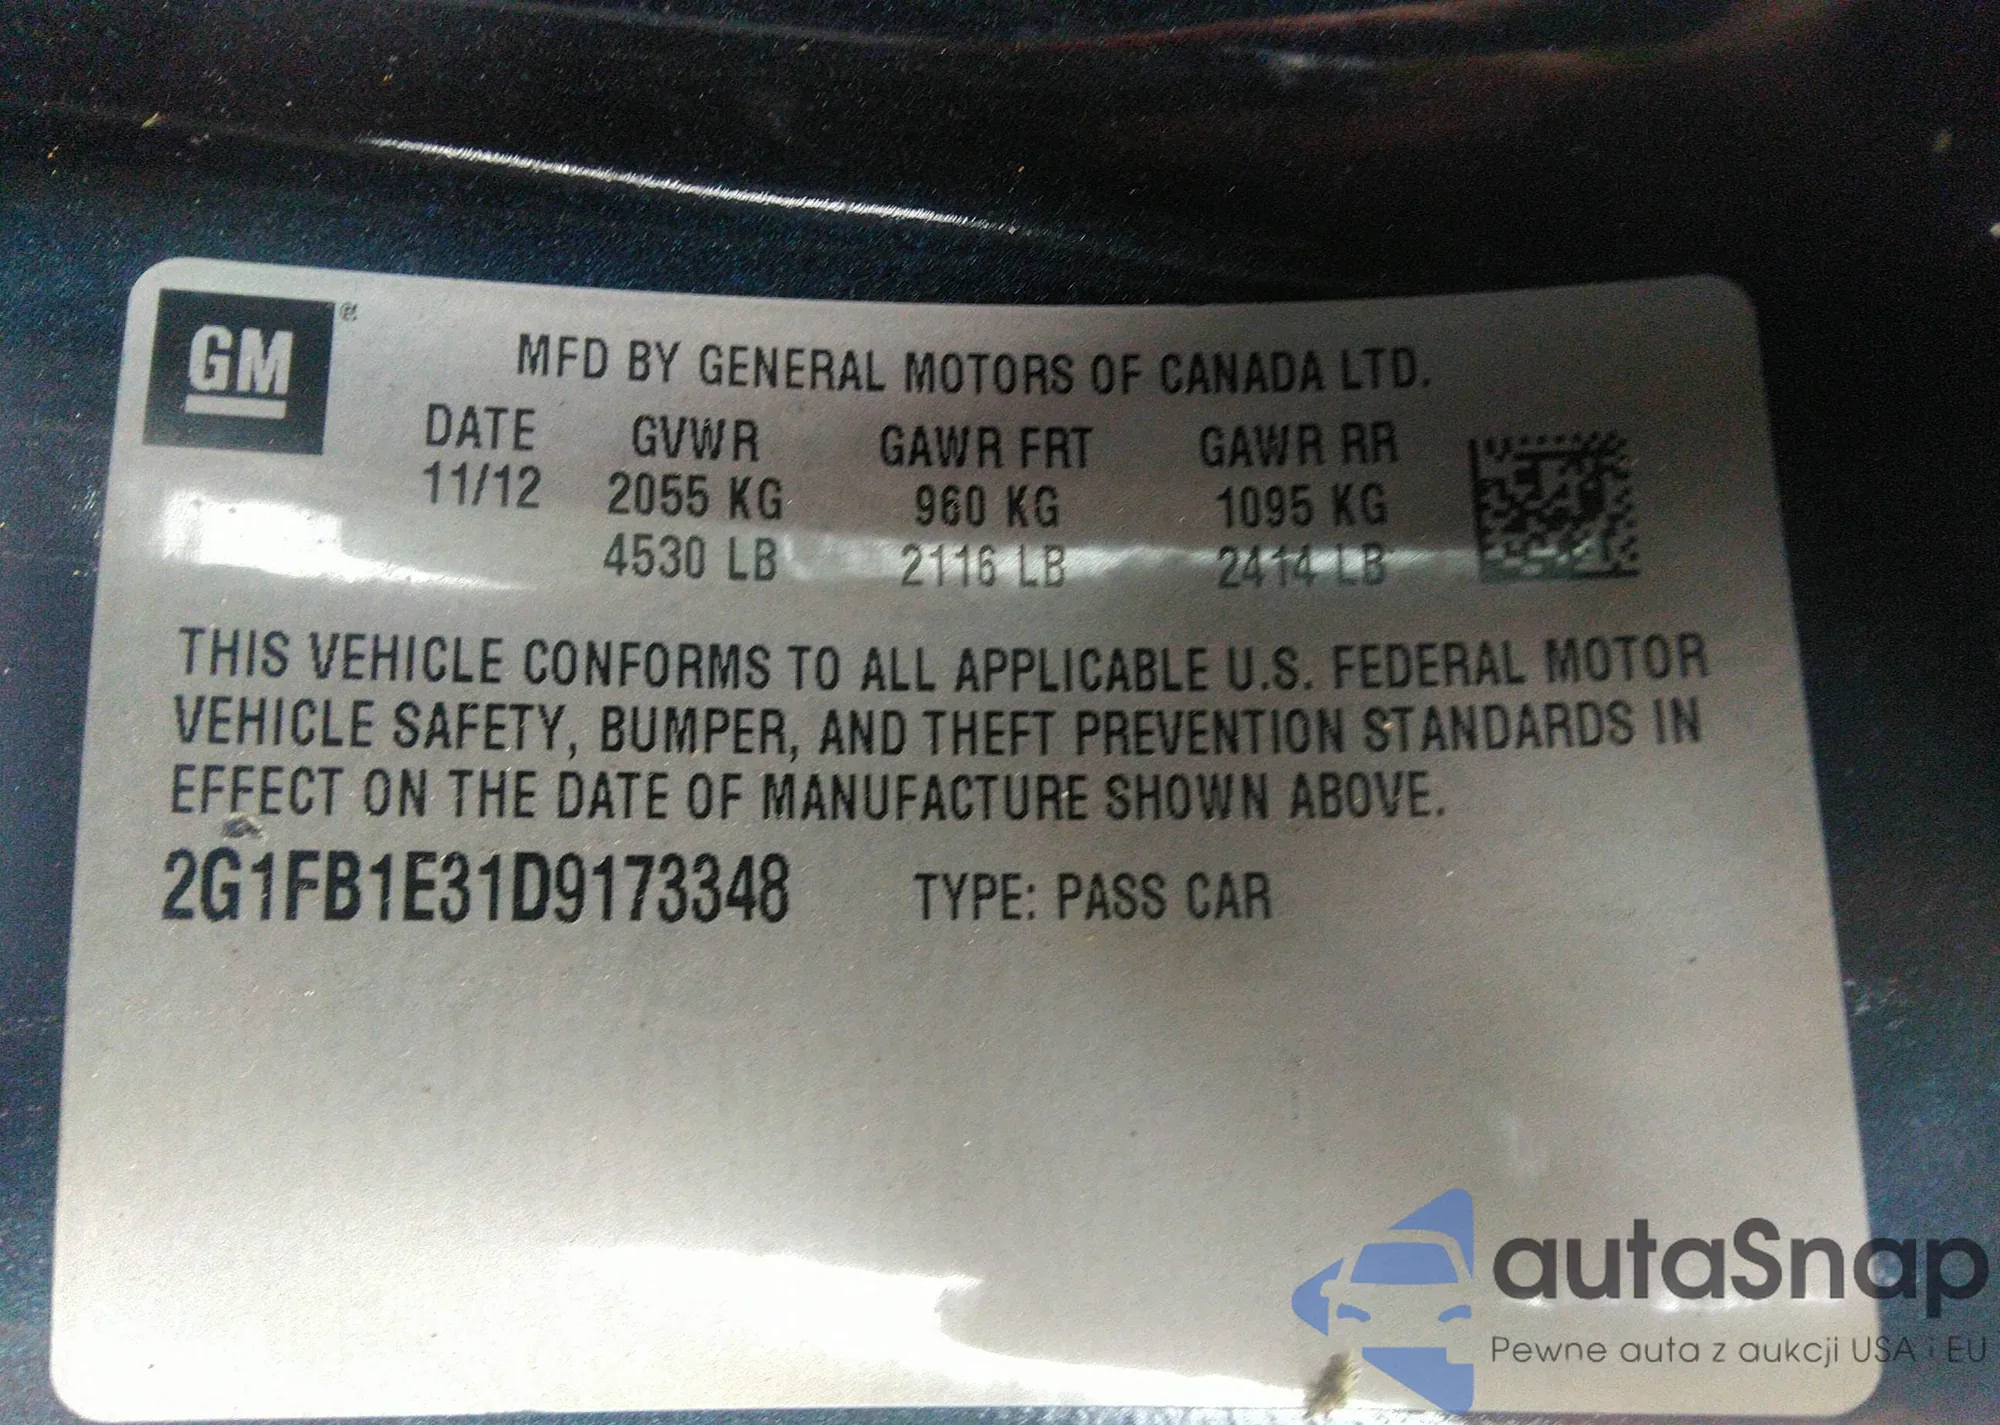 GM ®
MFD BY GENERAL MOTORS OF CANADA LTD.
DATE GVWR GAWR FRT GAWR RR
11/12 2055 KG 960 KG 1095 KG
4530 LB 2116 LB 2414 LB
THIS VEHICLE CONFORMS TO ALL APPLICABLE U.S. FEDERAL MOTOR
VEHICLE SAFETY, BUMPER, AND THEFT PREVENTION STANDARDS IN
EFFECT ON THE DATE OF MANUFACTURE SHOWN ABOVE.
2G1FB1E31D9173348 TYPE: PASS CAR
autaSnap
Pewne auta z aukcji USA i EU